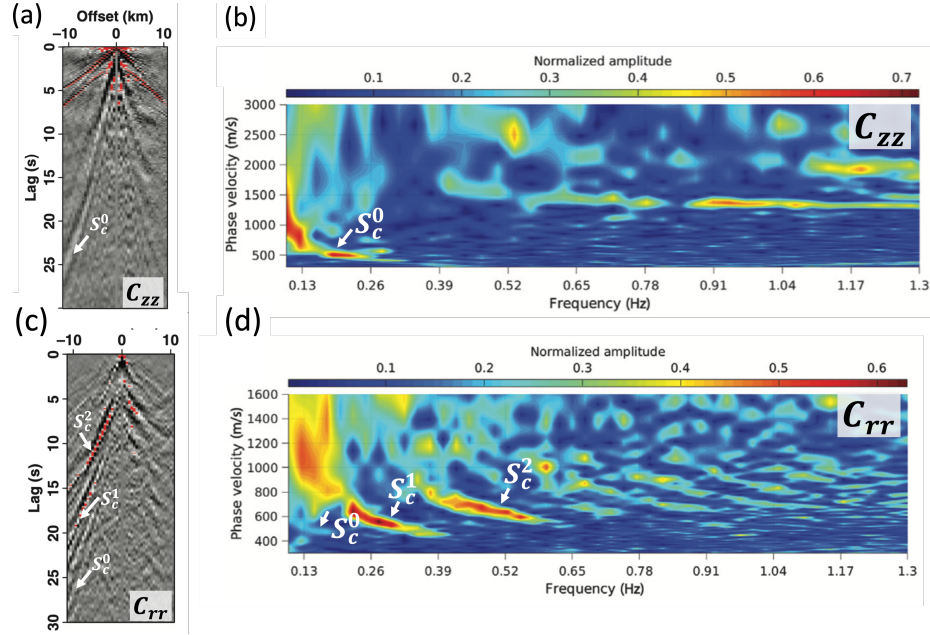 (a)
Offset (km)
−10 0 10
0
5
10
15
20
25
Lag (s)
S_c^0
C_zz
(b)
Normalized amplitude
0.1 0.2 0.3 0.4 0.5 0.6 0.7
3000
2500
2000
1500
1000
500
Phase velocity (m/s)
C_zz
S_c^0
0.13 0.26 0.39 0.52 0.65 0.78 0.91 1.04 1.17 1.3
Frequency (Hz)
(c)
−10 0 10
0
5
10
15
20
25
30
Lag (s)
S_c^2
S_c^1
S_c^0
C_rr
(d)
Normalized amplitude
0.1 0.2 0.3 0.4 0.5 0.6
1600
1400
1200
1000
800
600
400
Phase velocity (m/s)
C_rr
S_c^0
S_c^1
S_c^2
0.13 0.26 0.39 0.52 0.65 0.78 0.91 1.04 1.17 1.3
Frequency (Hz)